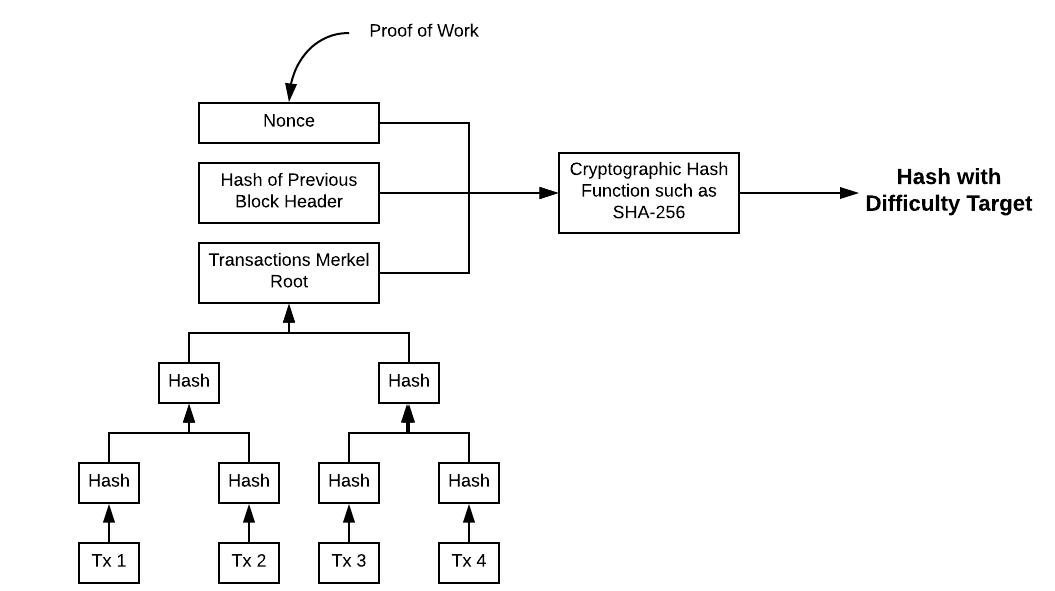 Proof of Work
Nonce
Hash of Previous
Block Header
Transactions Merkel
Root
Cryptographic Hash
Function such as
SHA-256
Hash with
Difficulty Target
Hash
Hash
Hash
Hash
Hash
Hash
Tx 1
Tx 2
Tx 3
Tx 4